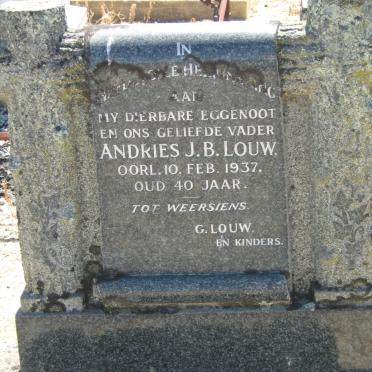 IN
HERINNERING
AAN
MY DIERBARE EGGENOOT
EN ONS GELIEFDE VADER
ANDRIES J.B. LOUW,
OORL. 10. FEB. 1937.
OUD 40 JAAR.
TOT WEERSIENS.
G. LOUW.
EN KINDERS.